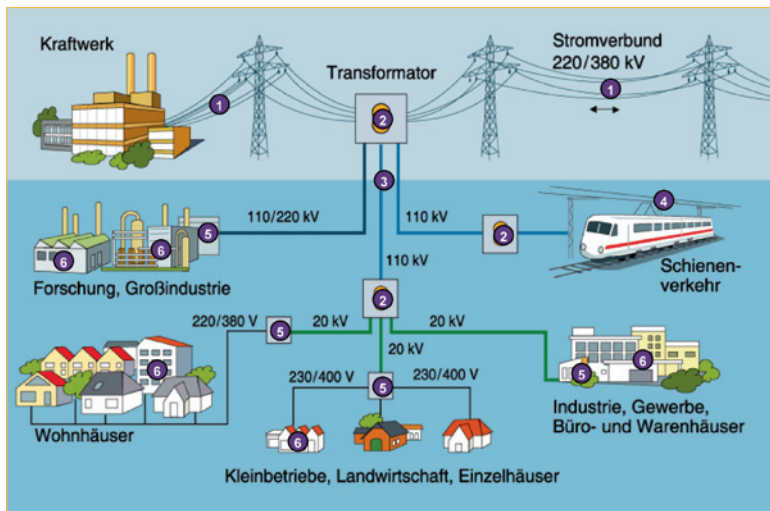 Kraftwerk
Transformator
Stromverbund
220/380 kV
1
1
2
3
4
110/220 kV
110 kV
2
5
6
6
110 kV
Forschung, Großindustrie
Schienen-
verkehr
2
220/380 V
20 kV
20 kV
5
20 kV
6
6
5
230/400 V
5
230/400 V
Wohnhäuser
6
Industrie, Gewerbe,
Büro- und Warenhäuser
Kleinbetriebe, Landwirtschaft, Einzelhäuser